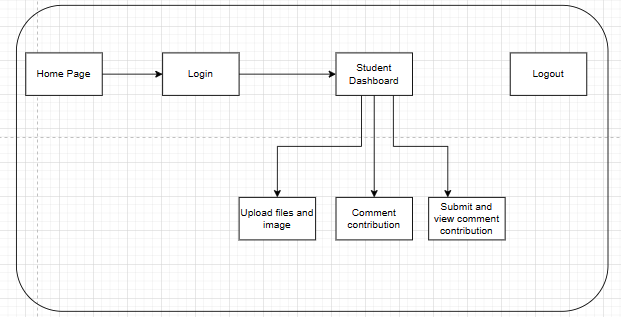 Home Page
Login
Student
Dashboard
Logout
Upload files and
image
Comment
contribution
Submit and
view comment
contribution